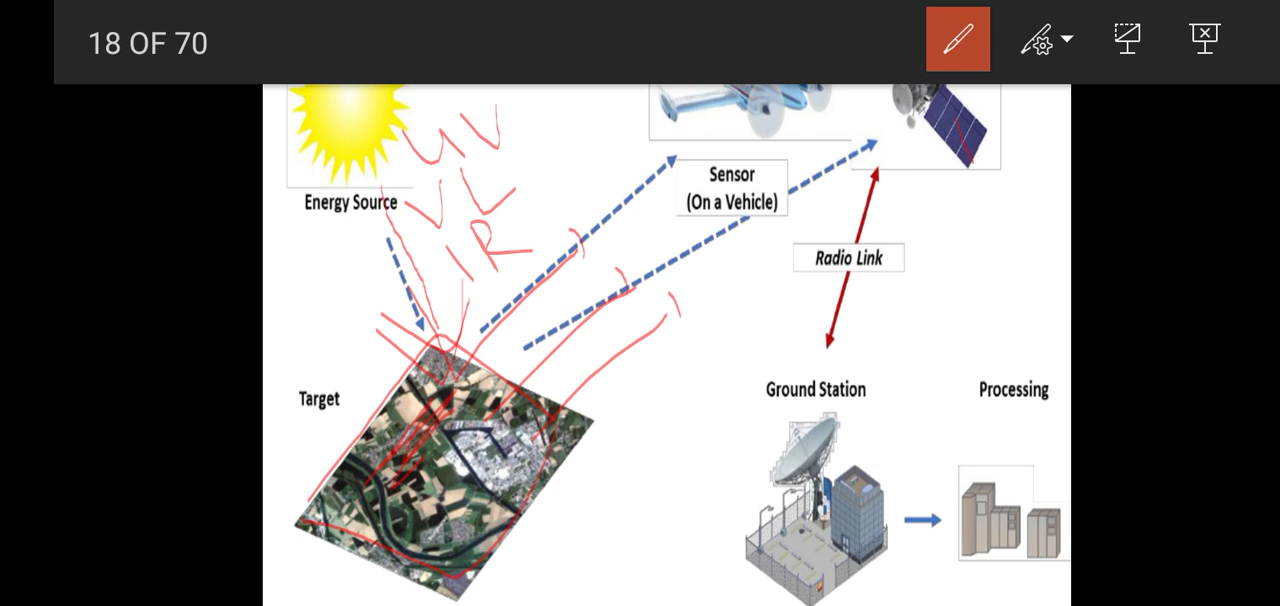 18 OF 70
UV
VL
IR
Energy Source
Sensor
(On a Vehicle)
Radio Link
Target
Ground Station
Processing